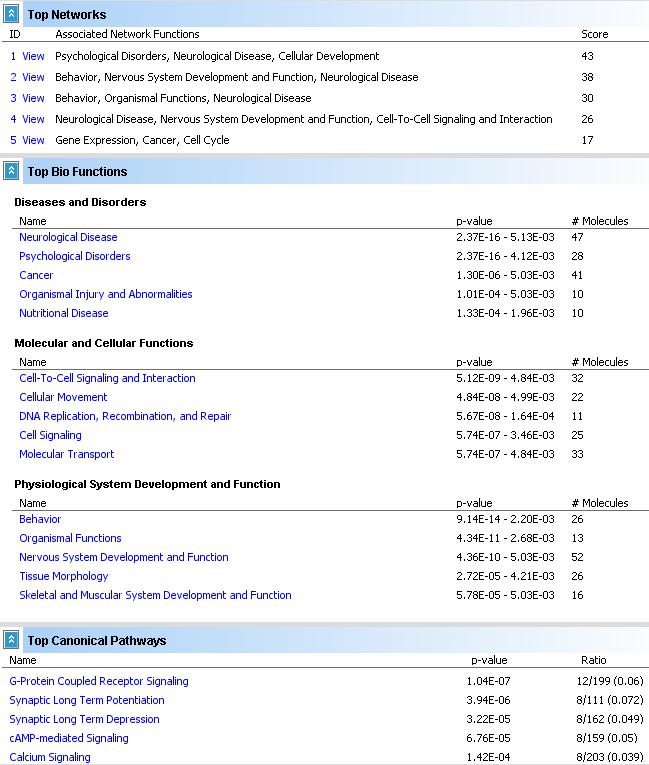 Top Networks
ID Associated Network Functions Score
1 View Psychological Disorders, Neurological Disease, Cellular Development 43
2 View Behavior, Nervous System Development and Function, Neurological Disease 38
3 View Behavior, Organismal Functions, Neurological Disease 30
4 View Neurological Disease, Nervous System Development and Function, Cell-To-Cell Signaling and Interaction 26
5 View Gene Expression, Cancer, Cell Cycle 17
Top Bio Functions
Diseases and Disorders
Name p-value # Molecules
Neurological Disease 2.37E-16 - 5.13E-03 47
Psychological Disorders 2.37E-16 - 4.12E-03 28
Cancer 1.30E-06 - 5.03E-03 41
Organismal Injury and Abnormalities 1.01E-04 - 5.03E-03 10
Nutritional Disease 1.33E-04 - 1.96E-03 10
Molecular and Cellular Functions
Name p-value # Molecules
Cell-To-Cell Signaling and Interaction 5.12E-09 - 4.84E-03 32
Cellular Movement 4.84E-08 - 4.99E-03 22
DNA Replication, Recombination, and Repair 5.67E-08 - 1.64E-04 11
Cell Signaling 5.74E-07 - 3.46E-03 25
Molecular Transport 5.74E-07 - 4.84E-03 33
Physiological System Development and Function
Name p-value # Molecules
Behavior 9.14E-14 - 2.20E-03 26
Organismal Functions 4.34E-11 - 2.68E-03 13
Nervous System Development and Function 4.36E-10 - 5.03E-03 52
Tissue Morphology 2.72E-05 - 4.21E-03 26
Skeletal and Muscular System Development and Function 5.78E-05 - 5.03E-03 16
Top Canonical Pathways
Name p-value Ratio
G-Protein Coupled Receptor Signaling 1.04E-07 12/199 (0.06)
Synaptic Long Term Potentiation 3.94E-06 8/111 (0.072)
Synaptic Long Term Depression 3.22E-05 8/162 (0.049)
cAMP-mediated Signaling 6.76E-05 8/159 (0.05)
Calcium Signaling 1.42E-04 8/203 (0.039)